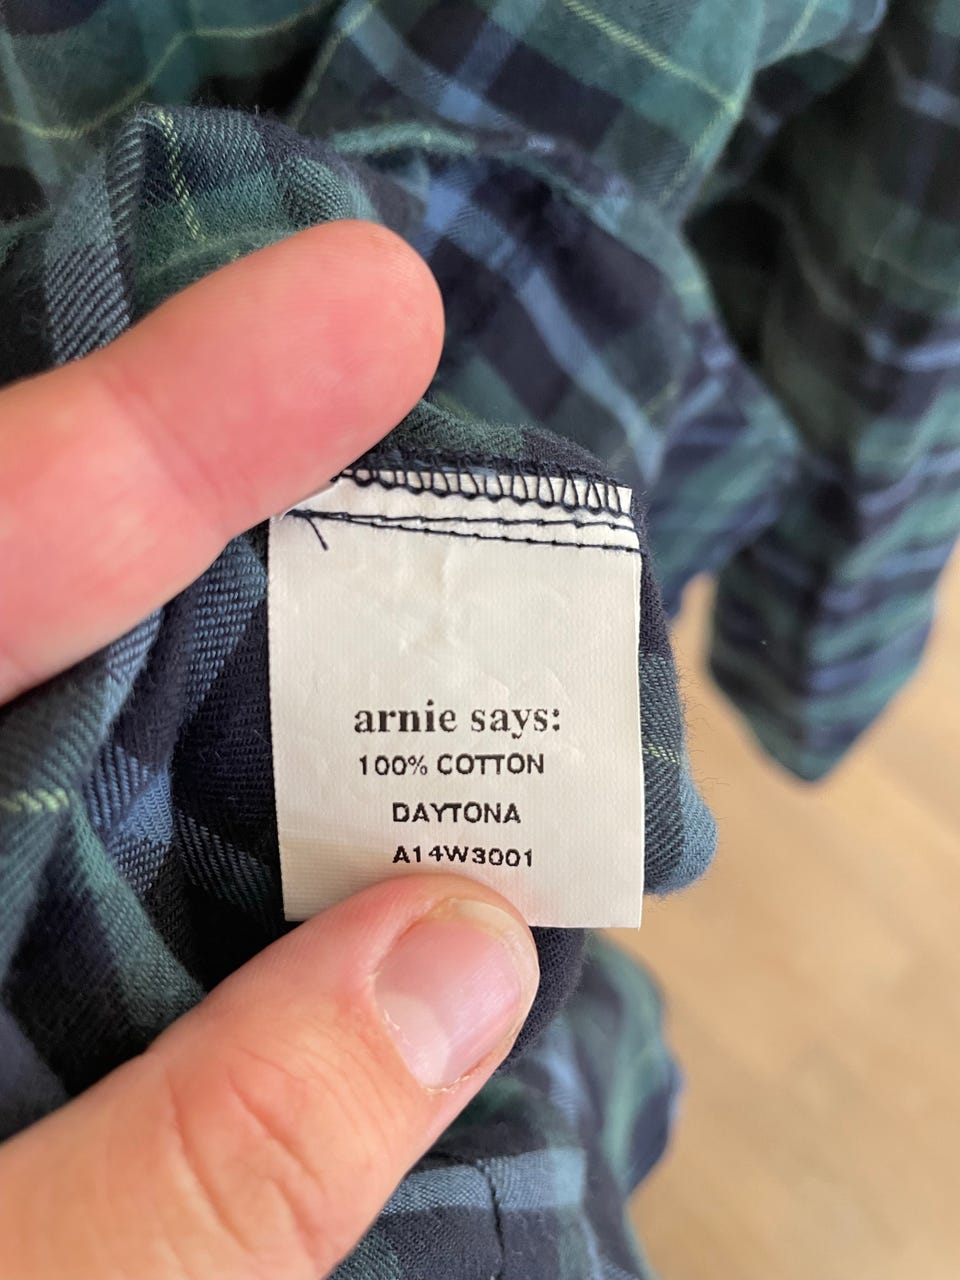 arnie says:
100% COTTON
DAYTONA
A14W3001